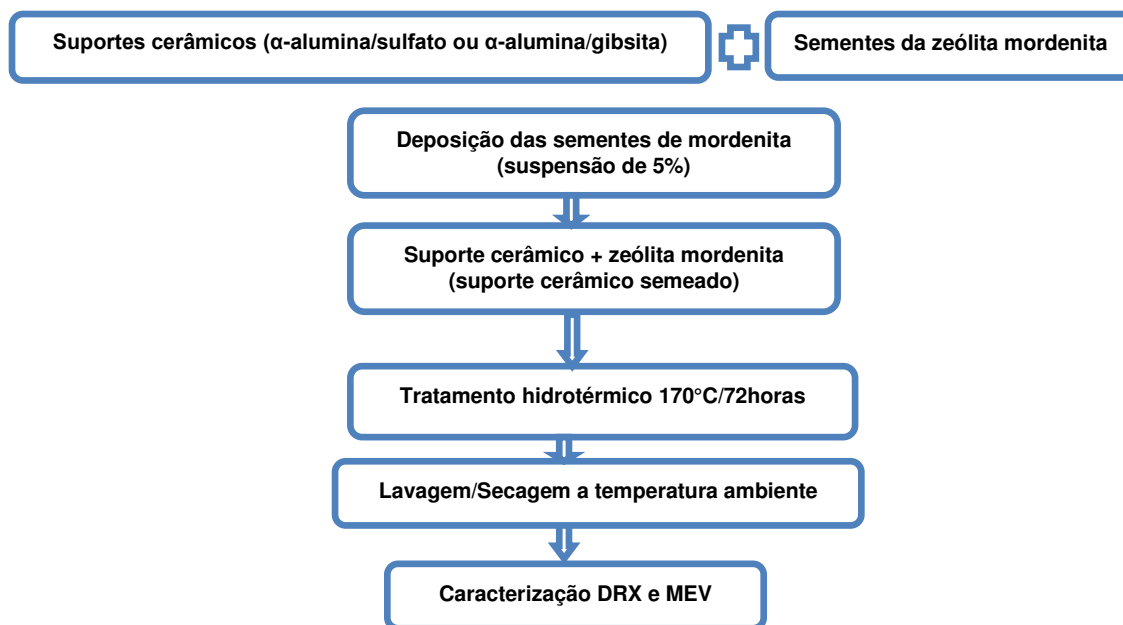 Suportes cerâmicos (α-alumina/sulfato ou α-alumina/gibsita)
Sementes da zeólita mordenita
Deposição das sementes de mordenita
(suspensão de 5%)
Suporte cerâmico + zeólita mordenita
(suporte cerâmico semeado)
Tratamento hidrotérmico 170°C/72horas
Lavagem/Secagem a temperatura ambiente
Caracterização DRX e MEV